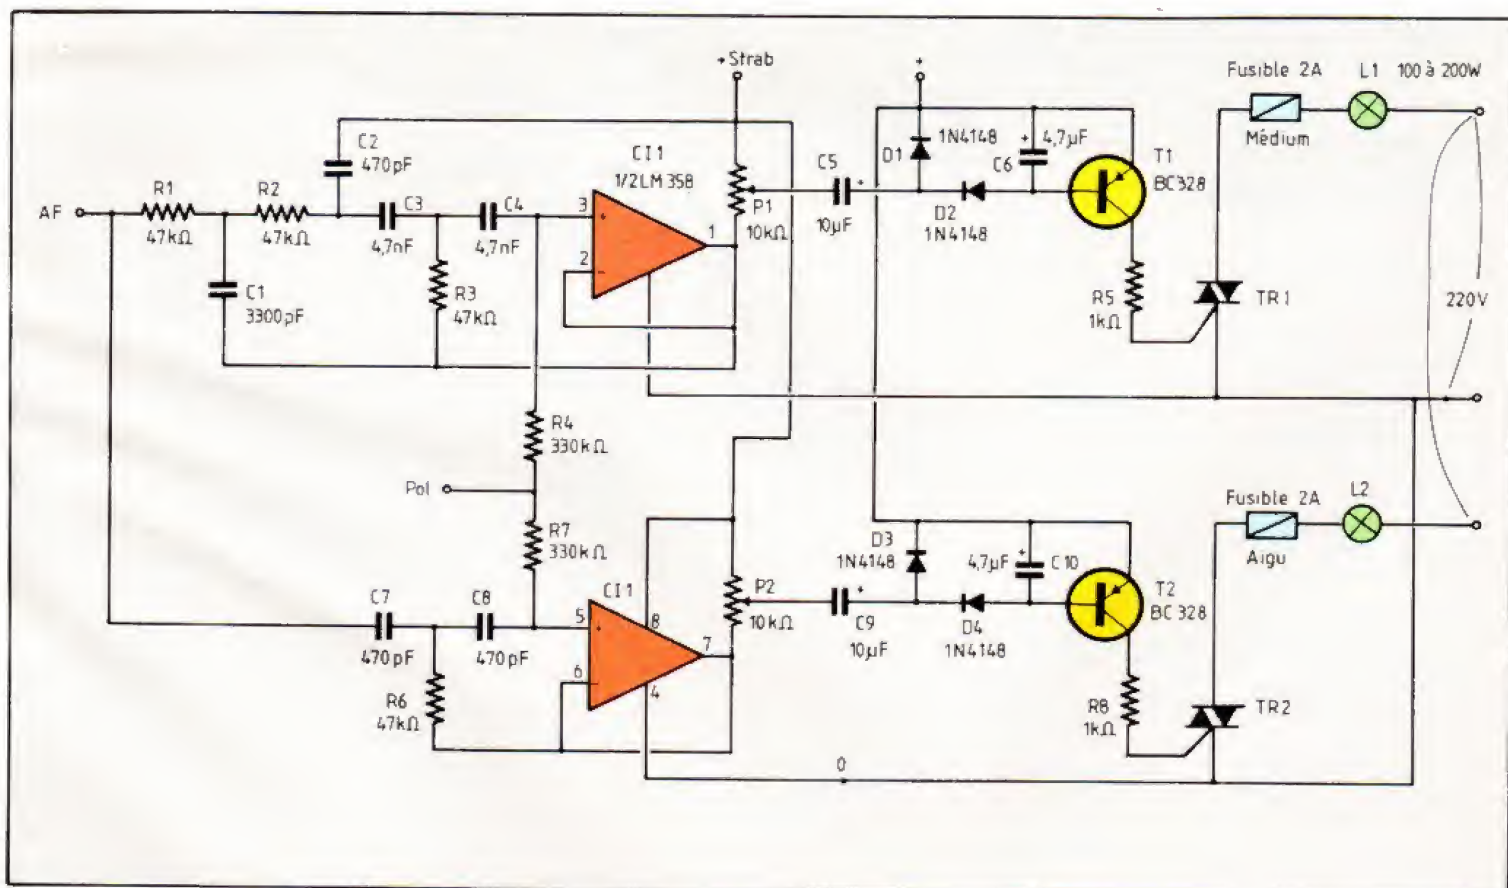 + Strab
+
Fusible 2A
L1
100 à 200W
Médium
C2
470pF
CI1
1/2 LM 358
C5
10µF
D1
1N4148
4,7µF
+
C6
T1
BC328
AF
R1
47kΩ
R2
47kΩ
C3
4,7nF
C4
4,7nF
3
+
2
-
1
P1
10kΩ
+
D2
1N4148
C1
3300pF
R3
47kΩ
R5
1kΩ
TR1
220V
R4
330kΩ
Pol
R7
330kΩ
Fusible 2A
L2
Aigu
D3
1N4148
4,7µF
+
C10
T2
BC328
C7
470pF
C8
470pF
CI1
5
+
6
-
8
7
4
P2
10kΩ
+
C9
10µF
D4
1N4148
R6
47kΩ
R8
1kΩ
TR2
0